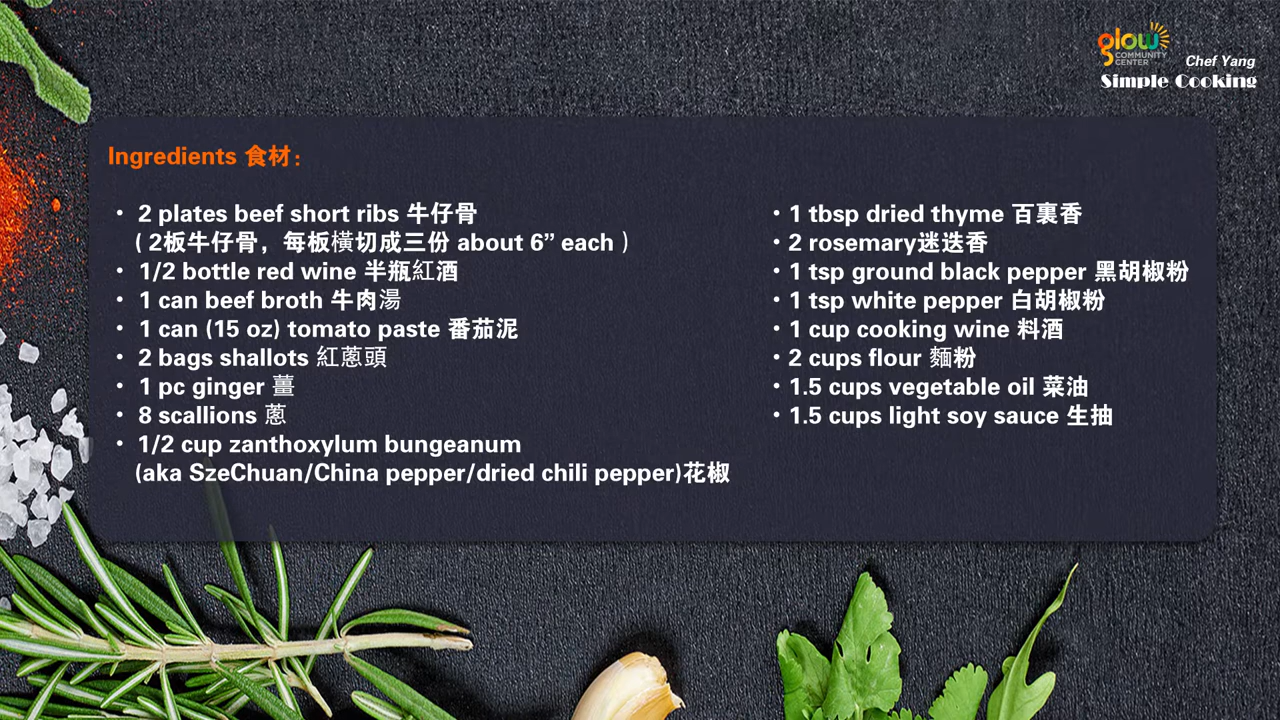 glow
COMMUNITY
CENTER
Chef Yang
Simple Cooking
Ingredients 食材：
• 2 plates beef short ribs 牛仔骨
( 2板牛仔骨，每板橫切成三份 about 6” each ）
• 1/2 bottle red wine 半瓶紅酒
• 1 can beef broth 牛肉湯
• 1 can (15 oz) tomato paste 番茄泥
• 2 bags shallots 紅蔥頭
• 1 pc ginger 薑
• 8 scallions 蔥
• 1/2 cup zanthoxylum bungeanum
(aka SzeChuan/China pepper/dried chili pepper)花椒
• 1 tbsp dried thyme 百裏香
• 2 rosemary迷迭香
• 1 tsp ground black pepper 黑胡椒粉
• 1 tsp white pepper 白胡椒粉
• 1 cup cooking wine 料酒
• 2 cups flour 麵粉
• 1.5 cups vegetable oil 菜油
• 1.5 cups light soy sauce 生抽